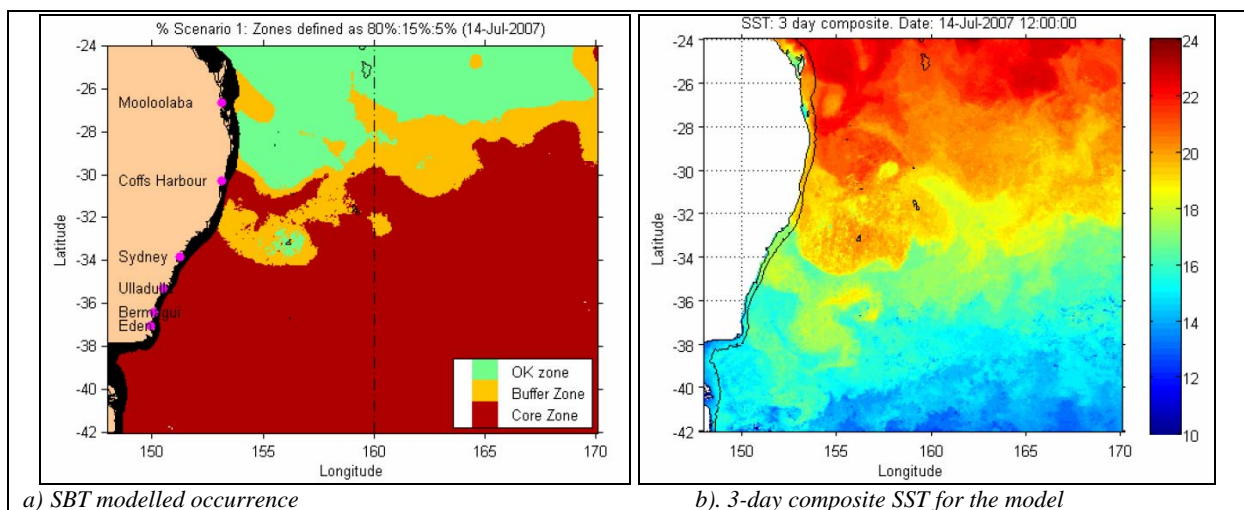 % Scenario 1: Zones defined as 80%:15%:5% (14-Jul-2007)
-24
-26
-28
-30
-32
-34
-36
-38
-40
-42
Latitude
Mooloolaba
Coffs Harbour
Sydney
Ulladulla
Bermagui
Eden
OK zone
Buffer Zone
Core Zone
150
155
160
165
170
Longitude
a) SBT modelled occurrence
SST: 3 day composite. Date: 14-Jul-2007 12:00:00
-24
-26
-28
-30
-32
-34
-36
-38
-40
-42
Latitude
150
155
160
165
170
Longitude
24
22
20
18
16
14
12
10
b). 3-day composite SST for the model